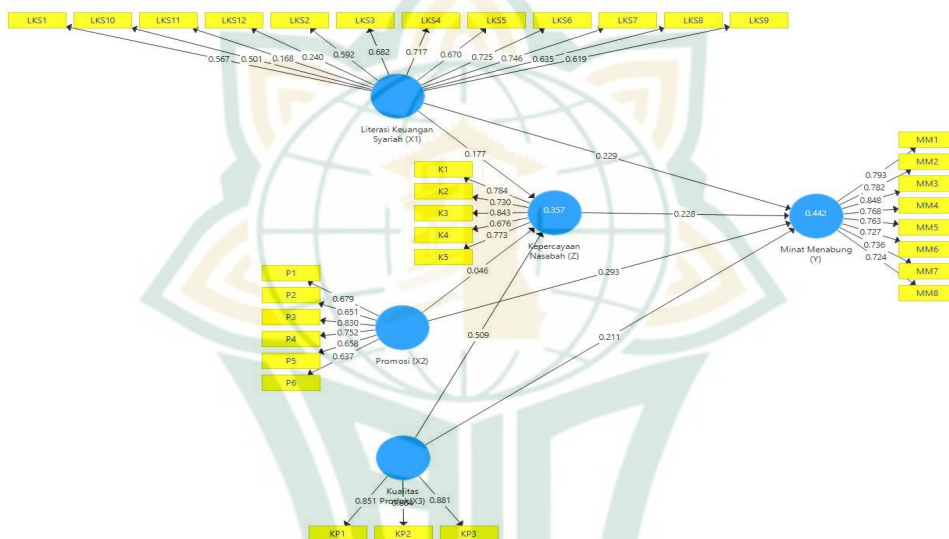 LKS1 LKS10 LKS11 LKS12 LKS2 LKS3 LKS4 LKS5 LKS6 LKS7 LKS8 LKS9
0.567 0.501 0.168 0.240 0.592 0.682 0.717 0.670 0.725 0.746 0.635 0.619
Literasi Keuangan
Syariah (X1)
0.177
0.229
K1
K2
K3
K4
K5
0.784
0.730
0.843
0.676
0.773
0.357
Kepercayaan
Nasabah (Z)
0.228
0.442
Minat Menabung
(Y)
MM1
MM2
MM3
MM4
MM5
MM6
MM7
MM8
0.793
0.782
0.848
0.768
0.763
0.727
0.736
0.724
0.046
0.293
P1
P2
P3
P4
P5
P6
0.679
0.651
0.830
0.752
0.658
0.637
Promosi (X2)
0.509
0.211
Kualitas
Produk(X3)
0.851 0.881
KP1 KP2 KP3